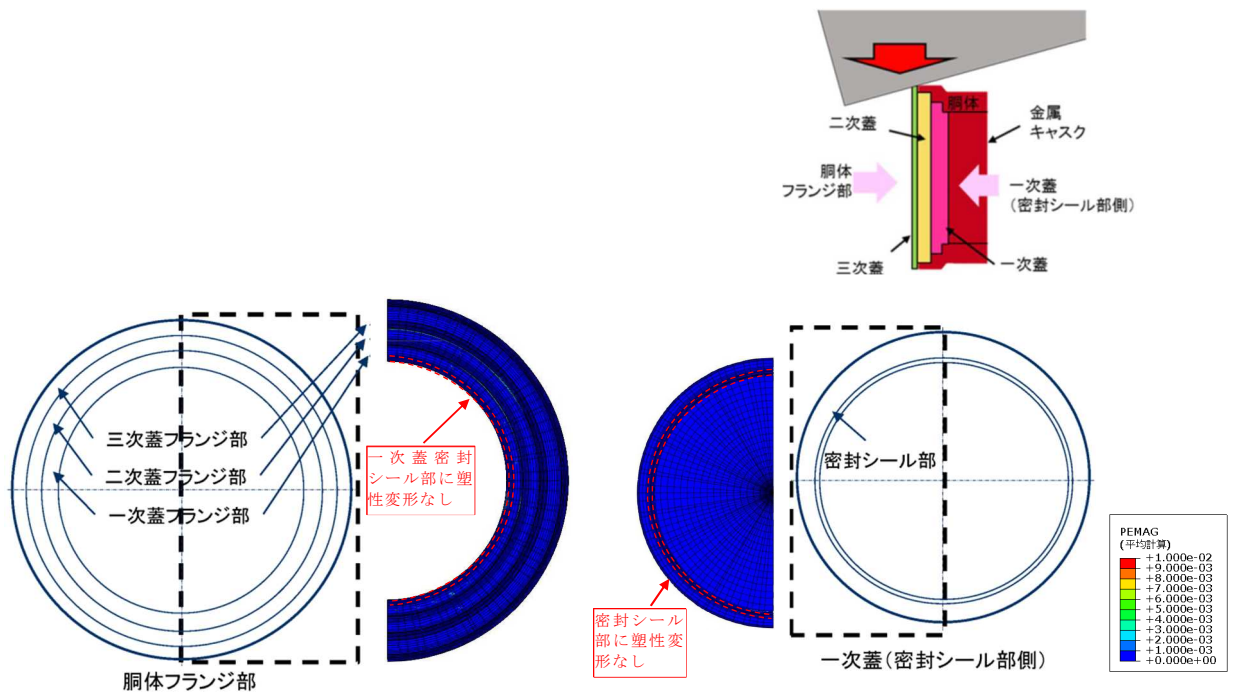 胴体
二次蓋
金属
キャスク
胴体
フランジ部
一次蓋
(密封シール部側)
三次蓋
一次蓋
三次蓋フランジ部
二次蓋フランジ部
一次蓋フランジ部
胴体フランジ部
一次蓋密封
シール部に塑
性変形なし
密封シール
部に塑性変
形なし
密封シール部
一次蓋(密封シール部側)
PEMAG
(平均計算)
+1.000e-02
+9.000e-03
+8.000e-03
+7.000e-03
+6.000e-03
+5.000e-03
+4.000e-03
+3.000e-03
+2.000e-03
+1.000e-03
+0.000e+00